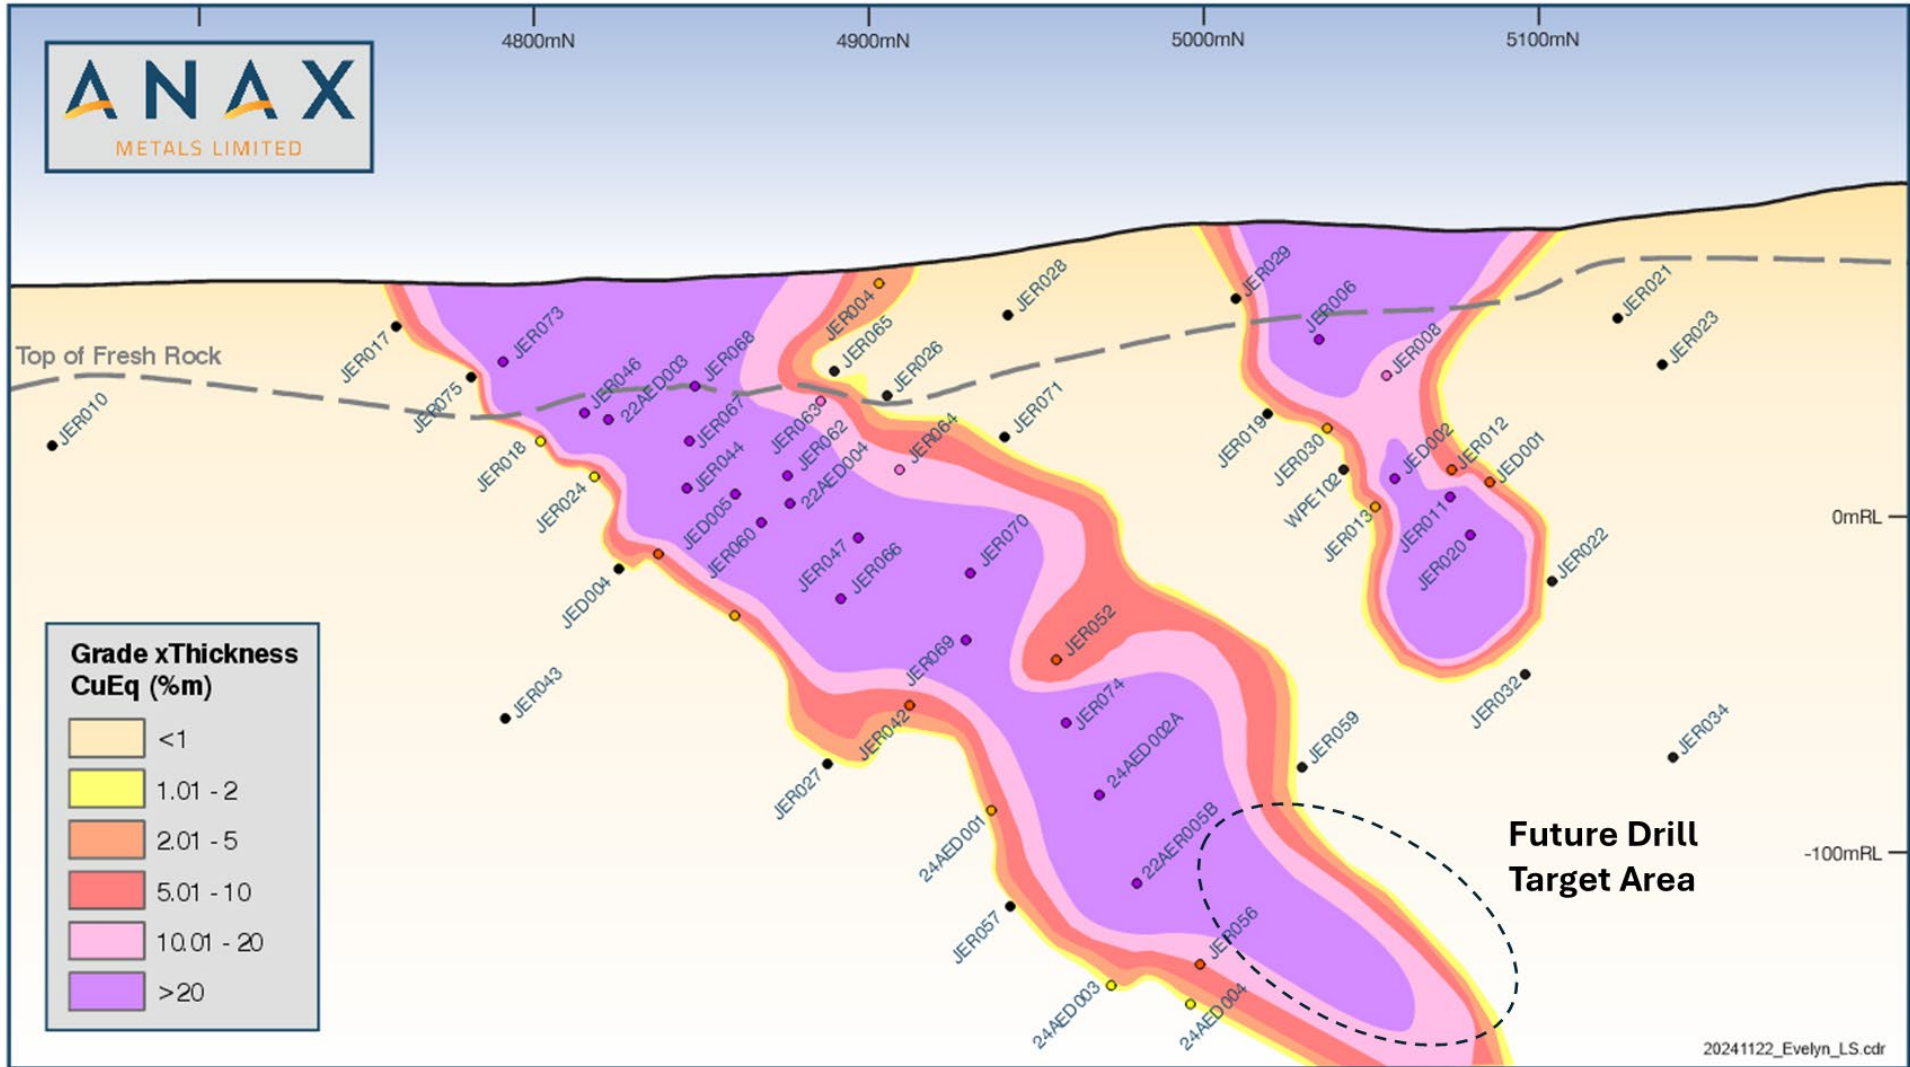 4800mN
4900mN
5000mN
5100mN
ANAX
METALS LIMITED
Top of Fresh Rock
JER010
JER017
JER075
JER073
JER018
JER024
JER046
22AED003
JER068
JER067
JER044
JED005
JER060
JER063
JER062
22AED004
JER004
JER065
JER026
JER028
JER071
JER064
JER047
JER066
JER070
JER069
JER052
JED004
JER043
JER042
JER027
JER074
24AED002A
22AER005B
24AED001
JER057
JER056
24AED003
24AED004
JER029
JER006
JER008
JER019
JER030
WPE102
JER013
JED002
JER012
JED001
JER011
JER020
JER022
JER032
JER059
JER034
JER021
JER023
0mRL
-100mRL
Future Drill
Target Area
Grade xThickness
CuEq (%m)
<1
1.01 - 2
2.01 - 5
5.01 - 10
10.01 - 20
>20
20241122_Evelyn_LS.cdr